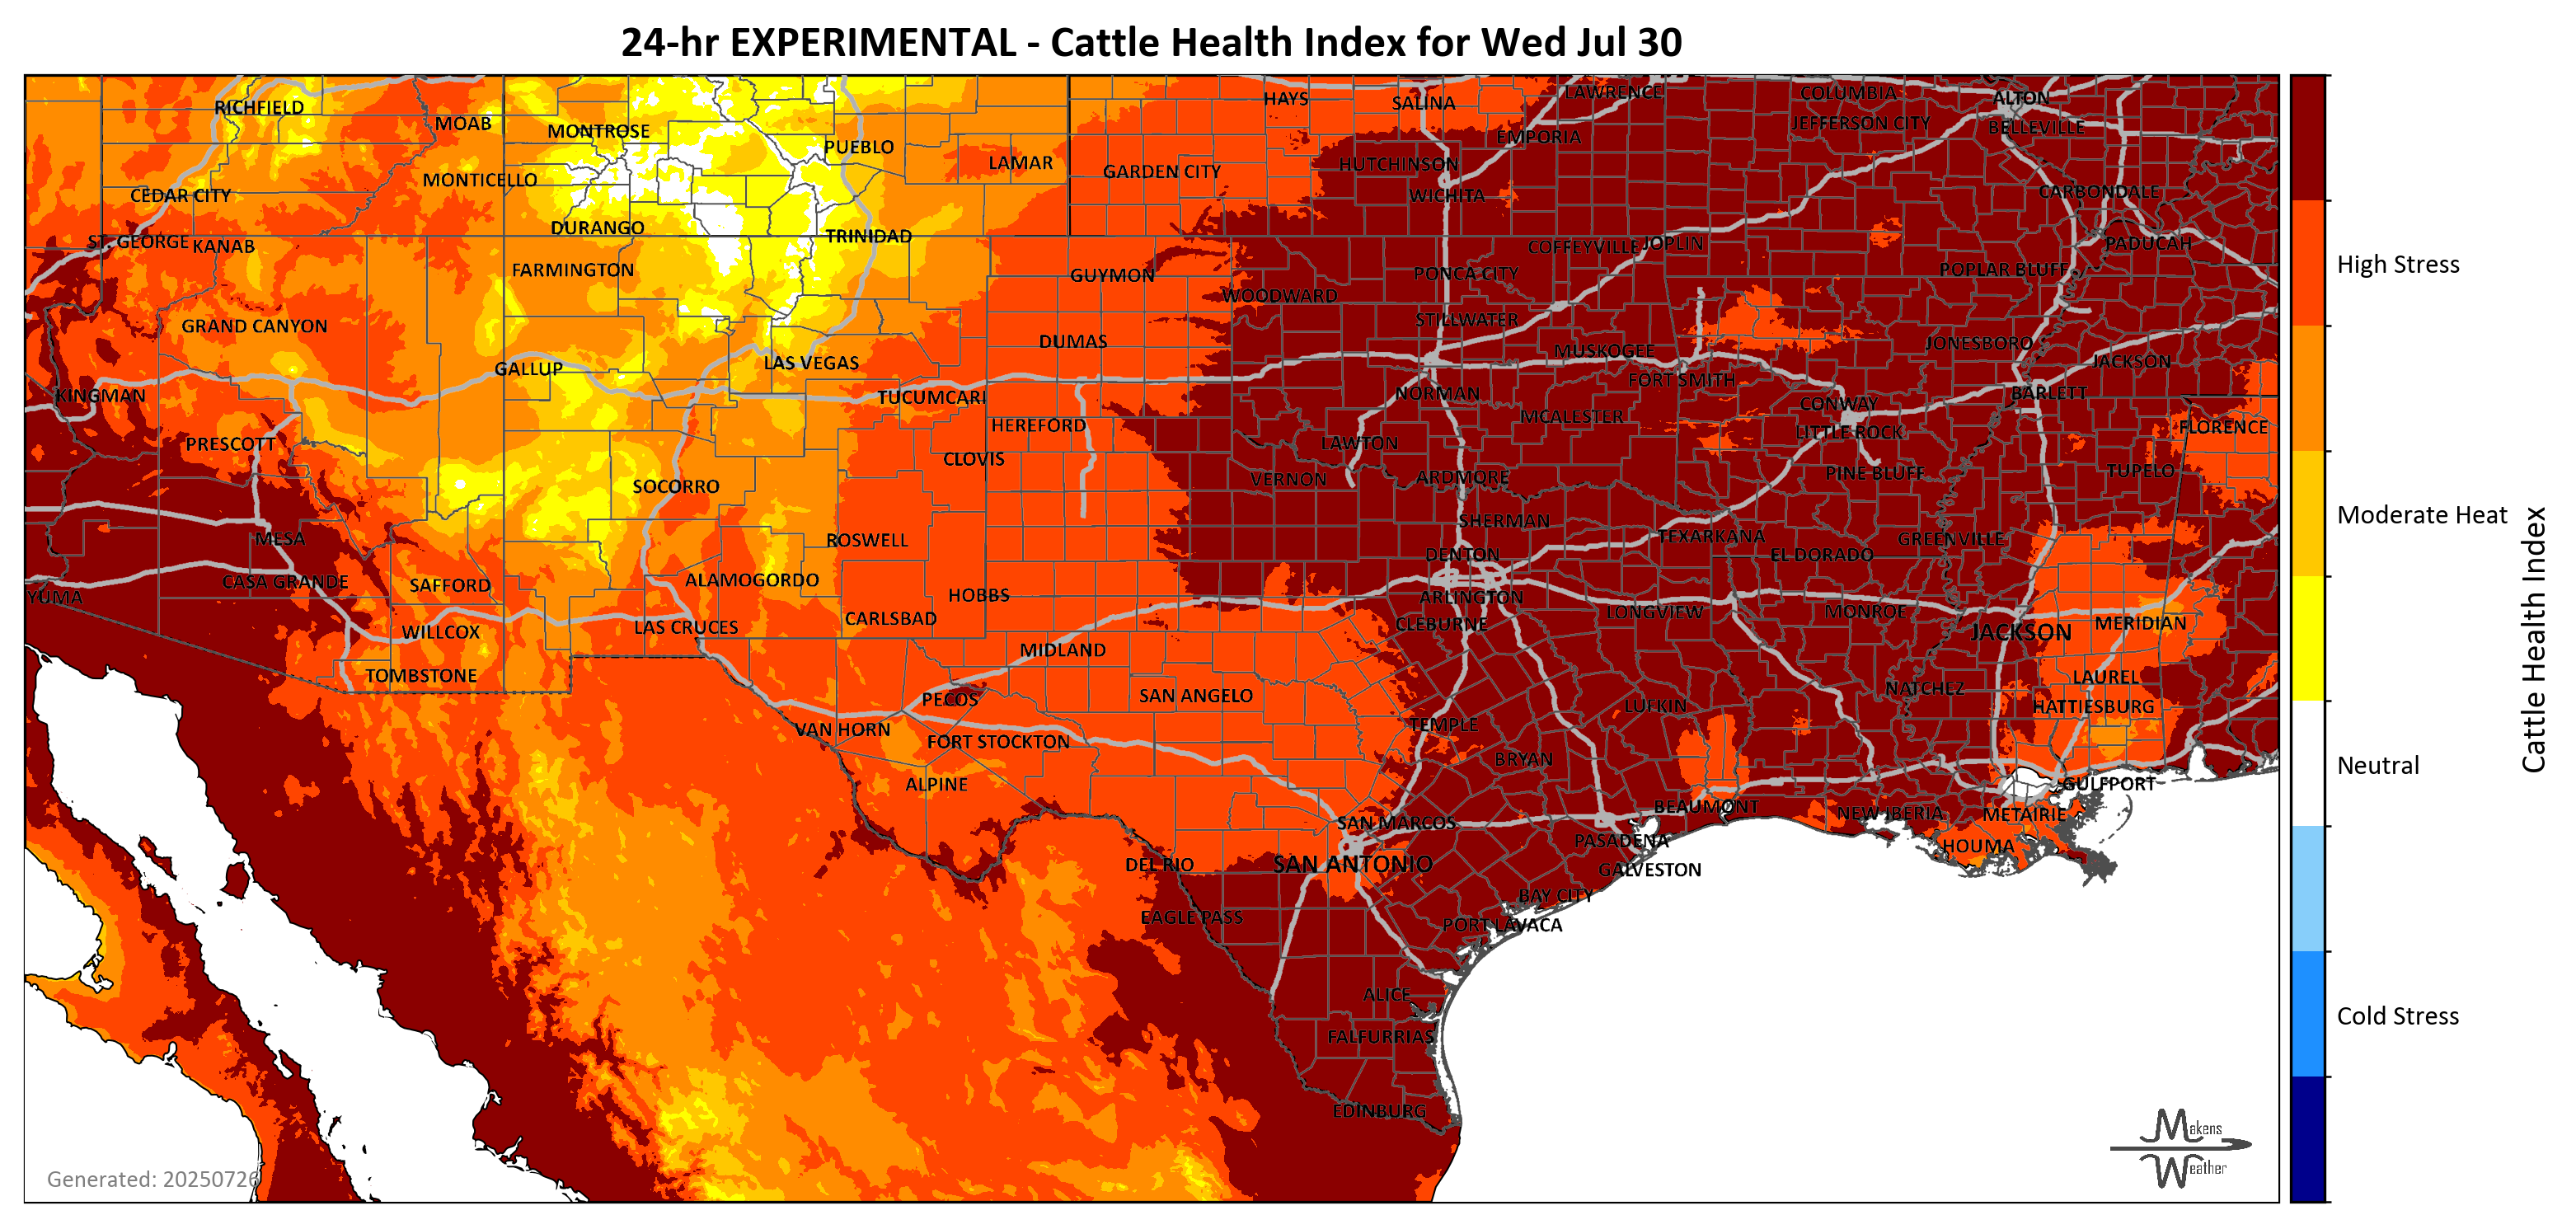 24-hr EXPERIMENTAL - Cattle Health Index for Wed Jul 30
RICHFIELD
MOAB
MONTROSE
PUEBLO
LAMAR
HAYS
SALINA
LAWRENCE
COLUMBIA
ALTON
JEFFERSON CITY
BELLEVILLE
EMPORIA
GARDEN CITY
HUTCHINSON
WICHITA
MONTICELLO
CEDAR CITY
CARBONDALE
DURANGO
TRINIDAD
ST. GEORGE
KANAB
COFFEYVILLE
JOPLIN
PADUCAH
FARMINGTON
GUYMON
PONCA CITY
POPLAR BLUFF
WOODWARD
STILLWATER
GRAND CANYON
DUMAS
MUSKOGEE
JONESBORO
JACKSON
GALLUP
LAS VEGAS
FORT SMITH
KINGMAN
TUCUMCARI
NORMAN
CONWAY
BARLETT
HEREFORD
MCALESTER
LITTLE ROCK
FLORENCE
PRESCOTT
CLOVIS
LAWTON
PINE BLUFF
TUPELO
SOCORRO
VERNON
ARDMORE
SHERMAN
MESA
ROSWELL
DENTON
TEXARKANA
EL DORADO
GREENVILLE
CASA GRANDE
SAFFORD
ALAMOGORDO
YUMA
HOBBS
ARLINGTON
LONGVIEW
MONROE
CARLSBAD
CLEBURNE
JACKSON
MERIDIAN
WILLCOX
LAS CRUCES
MIDLAND
TOMBSTONE
PECOS
SAN ANGELO
NATCHEZ
LAUREL
LUFKIN
HATTIESBURG
VAN HORN
FORT STOCKTON
TEMPLE
BRYAN
ALPINE
GULFPORT
BEAUMONT
NEW IBERIA
METAIRIE
SAN MARCOS
PASADENA
HOUMA
DEL RIO
SAN ANTONIO
GALVESTON
BAY CITY
EAGLE PASS
PORT LAVACA
ALICE
FALFURRIAS
EDINBURG
Generated: 20250726
Makens
Weather
High Stress
Moderate Heat
Neutral
Cold Stress
Cattle Health Index